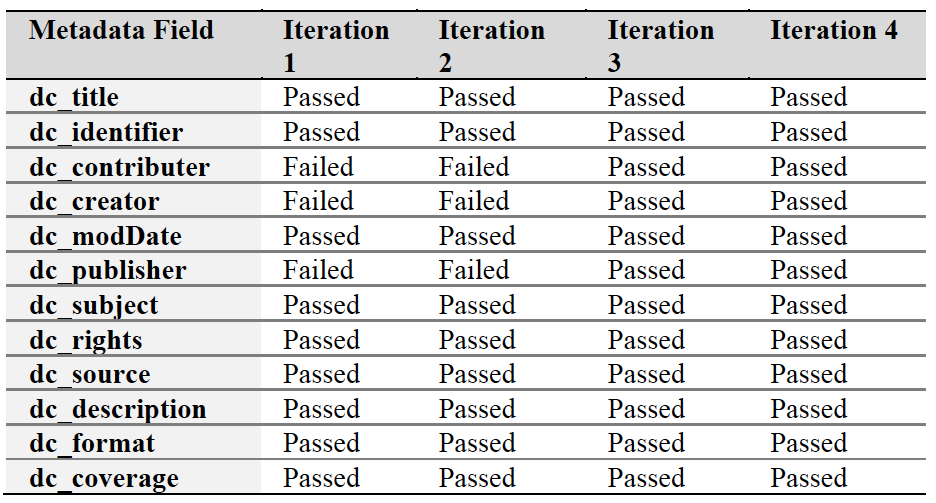 Metadata Field Iteration 1 Iteration 2 Iteration 3 Iteration 4
dc_title Passed Passed Passed Passed
dc_identifier Passed Passed Passed Passed
dc_contributer Failed Failed Passed Passed
dc_creator Failed Failed Passed Passed
dc_modDate Passed Passed Passed Passed
dc_publisher Failed Failed Passed Passed
dc_subject Passed Passed Passed Passed
dc_rights Passed Passed Passed Passed
dc_source Passed Passed Passed Passed
dc_description Passed Passed Passed Passed
dc_format Passed Passed Passed Passed
dc_coverage Passed Passed Passed Passed